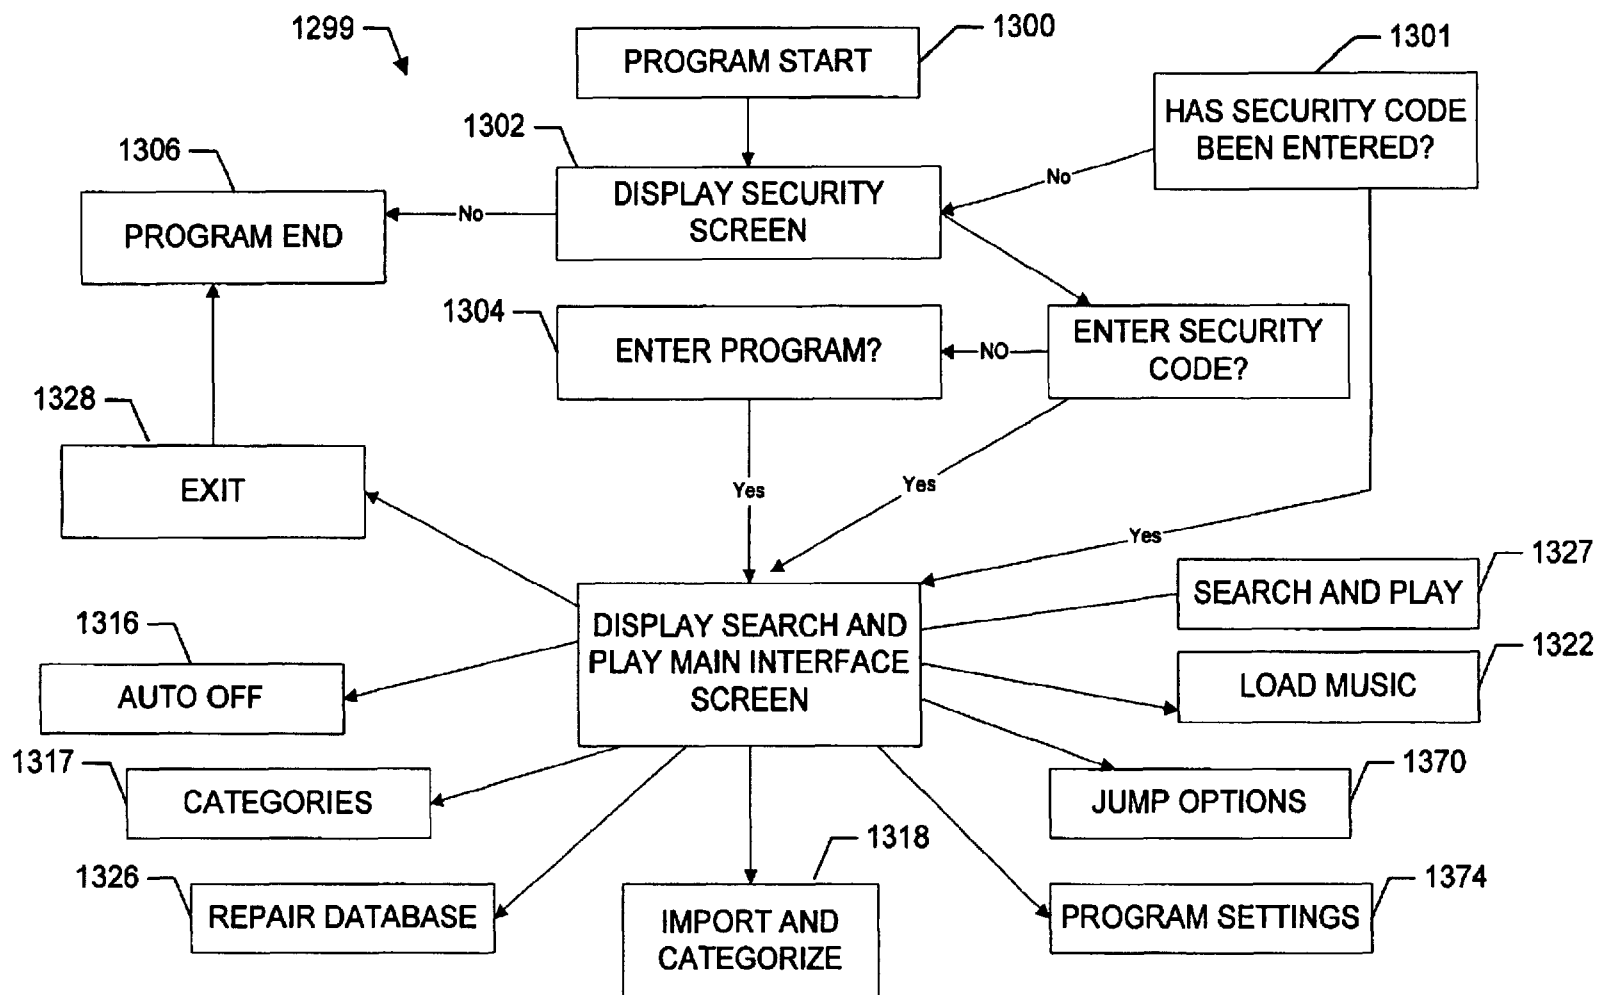 1299
1300
PROGRAM START
1301
HAS SECURITY CODE
BEEN ENTERED?
1302
DISPLAY SECURITY
SCREEN
No
No
1306
PROGRAM END
1304
ENTER PROGRAM?
NO
ENTER SECURITY
CODE?
1328
EXIT
Yes
Yes
Yes
DISPLAY SEARCH AND
PLAY MAIN INTERFACE
SCREEN
1327
SEARCH AND PLAY
1316
AUTO OFF
1322
LOAD MUSIC
1317
CATEGORIES
1370
JUMP OPTIONS
1326
REPAIR DATABASE
1318
IMPORT AND
CATEGORIZE
1374
PROGRAM SETTINGS